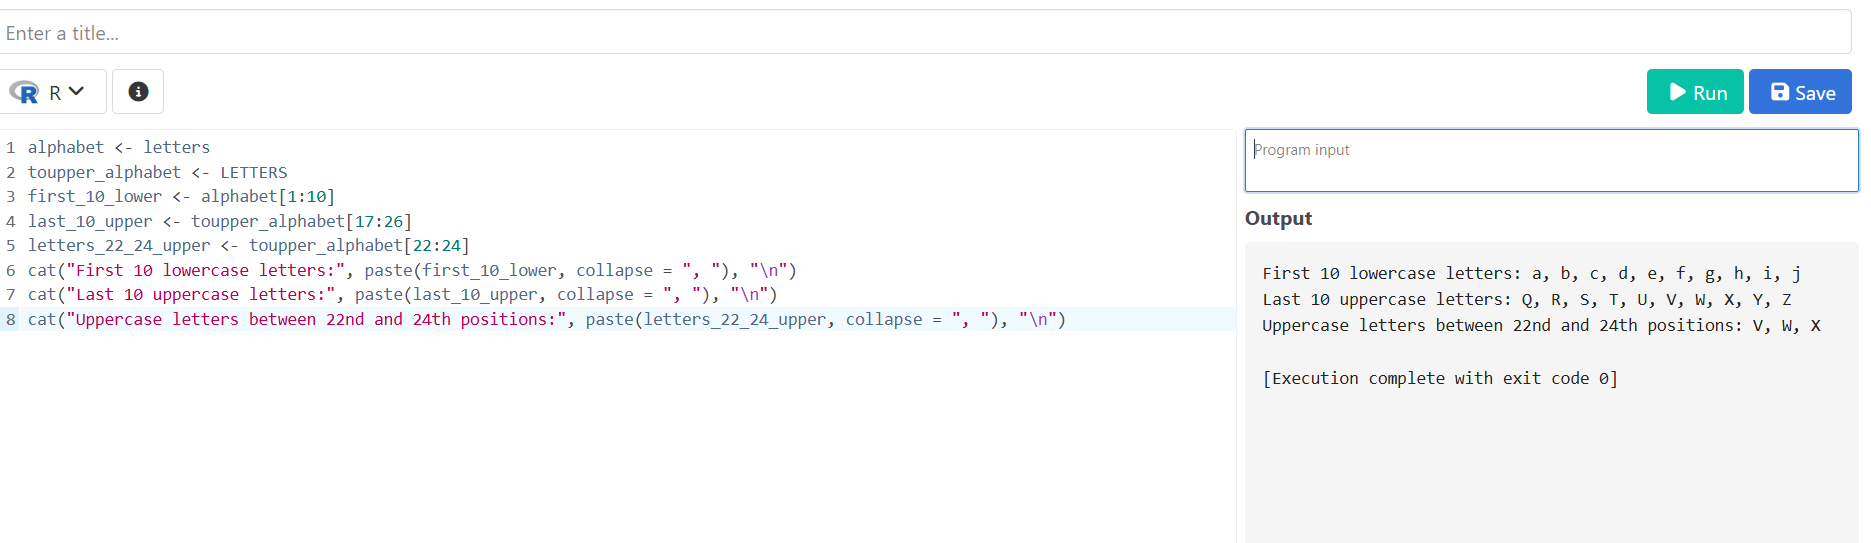 Enter a title...
R
Run
Save
1 alphabet <- letters
2 toupper_alphabet <- LETTERS
3 first_10_lower <- alphabet[1:10]
4 last_10_upper <- toupper_alphabet[17:26]
5 letters_22_24_upper <- toupper_alphabet[22:24]
6 cat("First 10 lowercase letters:", paste(first_10_lower, collapse = ", "), "\n")
7 cat("Last 10 uppercase letters:", paste(last_10_upper, collapse = ", "), "\n")
8 cat("Uppercase letters between 22nd and 24th positions:", paste(letters_22_24_upper, collapse = ", "), "\n")
Program input
Output
First 10 lowercase letters: a, b, c, d, e, f, g, h, i, j
Last 10 uppercase letters: Q, R, S, T, U, V, W, X, Y, Z
Uppercase letters between 22nd and 24th positions: V, W, X
[Execution complete with exit code 0]